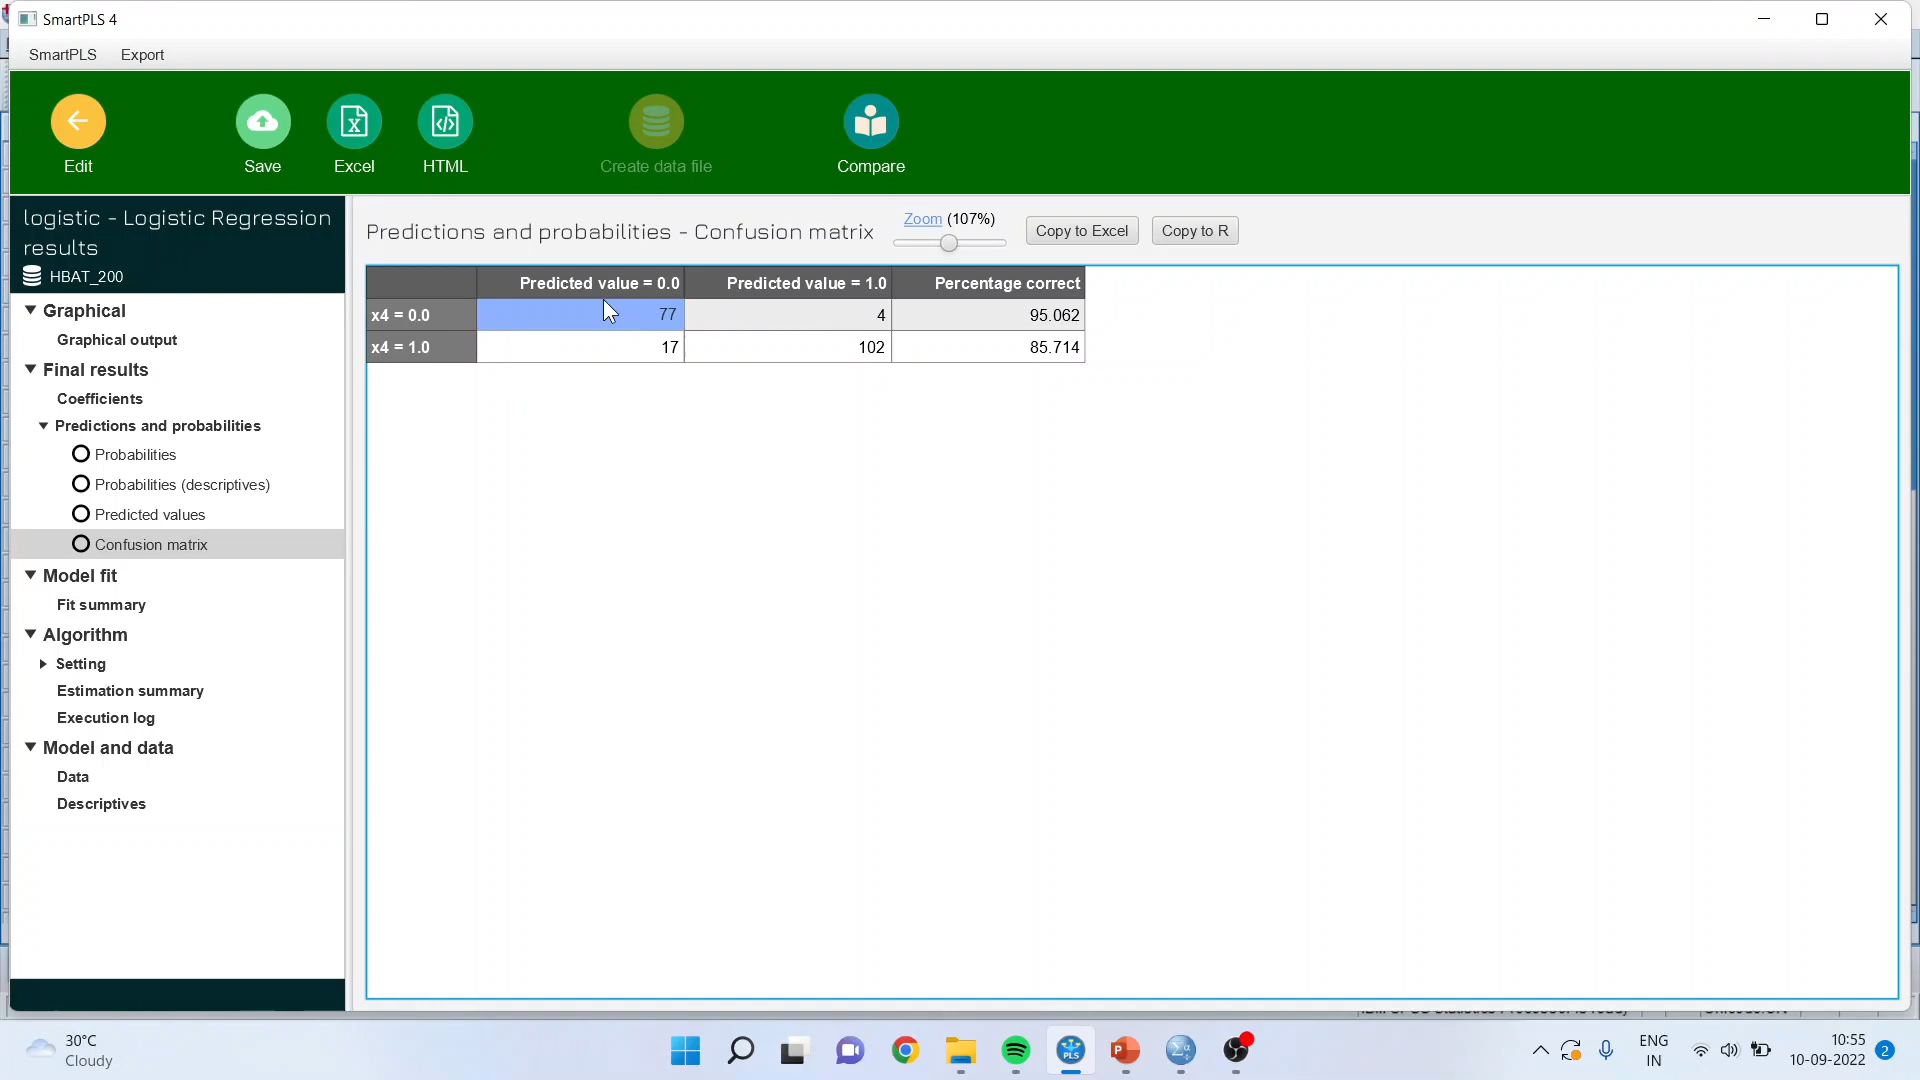 SmartPLS 4
SmartPLS Export
Edit Save Excel HTML Create data file Compare
logistic - Logistic Regression
results
HBAT_200
Graphical
Graphical output
Final results
Coefficients
Predictions and probabilities
Probabilities
Probabilities (descriptives)
Predicted values
Confusion matrix
Model fit
Fit summary
Algorithm
Setting
Estimation summary
Execution log
Model and data
Data
Descriptives
Predictions and probabilities - Confusion matrix
Zoom (107%)
Copy to Excel Copy to R
Predicted value = 0.0 Predicted value = 1.0 Percentage correct
x4 = 0.0 77 4 95.062
x4 = 1.0 17 102 85.714
30°C
Cloudy
ENG
IN
10:55
10-09-2022
2